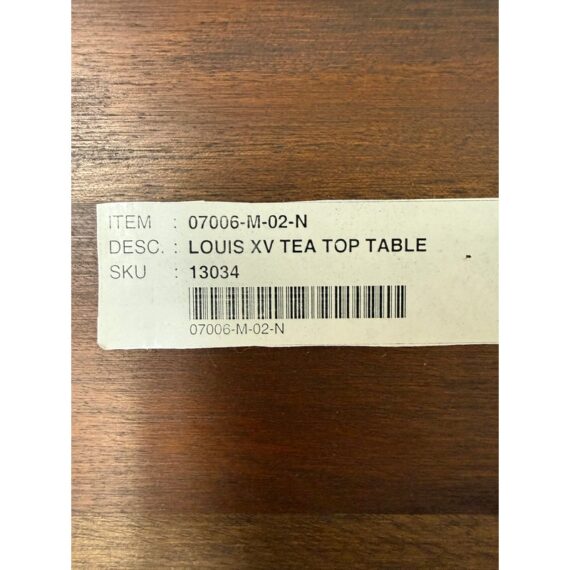 ITEM : 07006-M-02-N
DESC. : LOUIS XV TEA TOP TABLE
SKU : 13034
07006-M-02-N